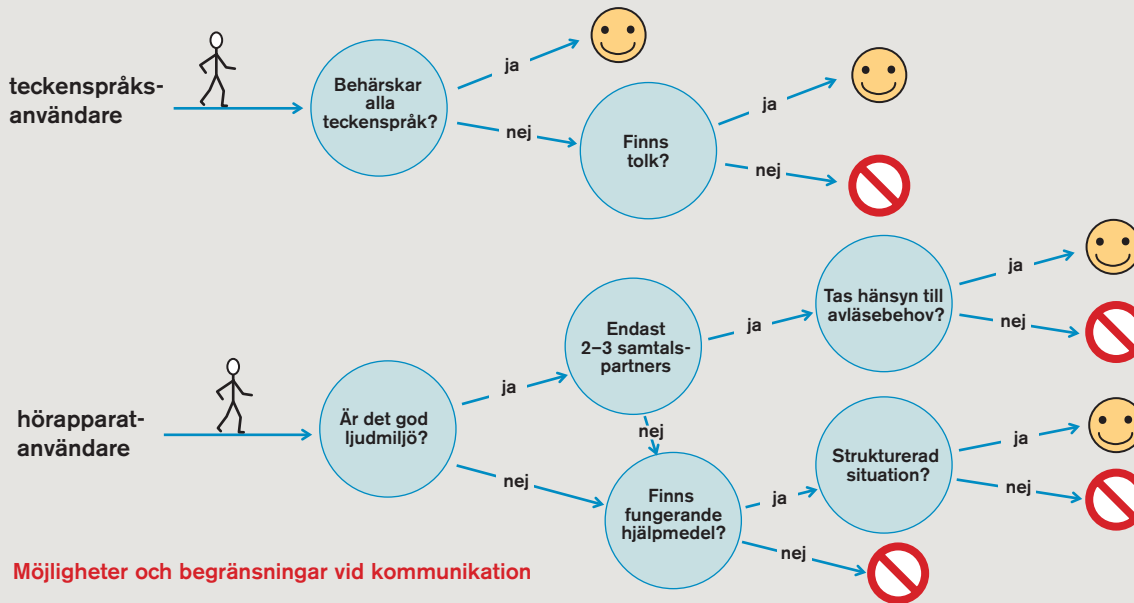 teckenspråks-
användare
Behärskar
alla
teckenspråk?
ja
nej
Finns
tolk?
ja
nej
hörapparat-
användare
Är det god
ljudmiljö?
ja
nej
Endast
2–3 samtals-
partners
ja
nej
Tas hänsyn till
avläsebehov?
ja
nej
Finns
fungerande
hjälpmedel?
ja
nej
Strukturerad
situation?
ja
nej
Möjligheter och begränsningar vid kommunikation